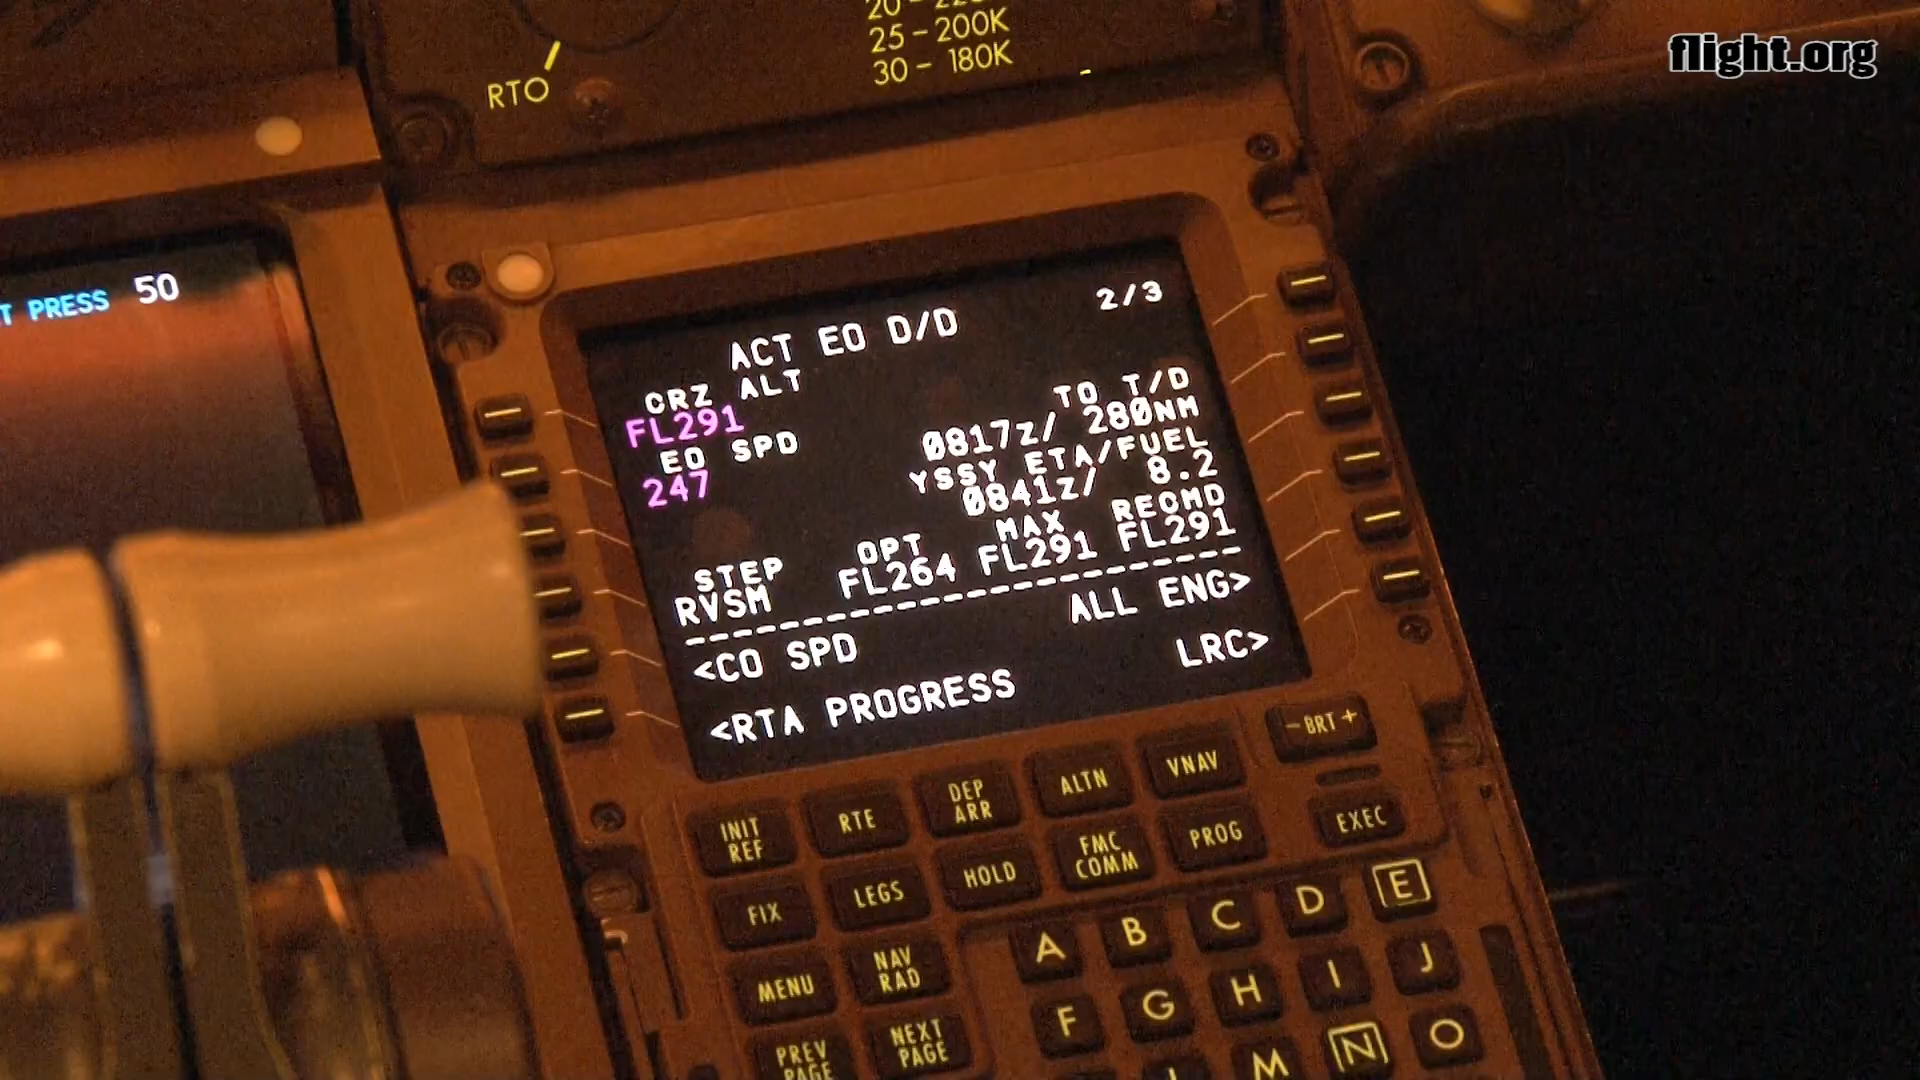 flight.org
20 - 22
25 - 200K
30 - 180K
RTO
T PRESS 50
ACT EO D/D 2/3
CRZ ALT TO T/D
FL291 0817z/ 280NM
EO SPD YSSY ETA/FUEL
247 0841z/ 8.2
STEP OPT MAX RECMD
RVSM FL264 FL291 FL291
--------------------------------
ALL ENG>
<CO SPD
LRC>
<RTA PROGRESS
- BRT +
INIT REF
RTE
DEP ARR
ALTN
VNAV
FIX
LEGS
HOLD
FMC COMM
PROG
EXEC
MENU
NAV RAD
PREV PAGE
NEXT PAGE
A B C D E
F G H I J
M N O